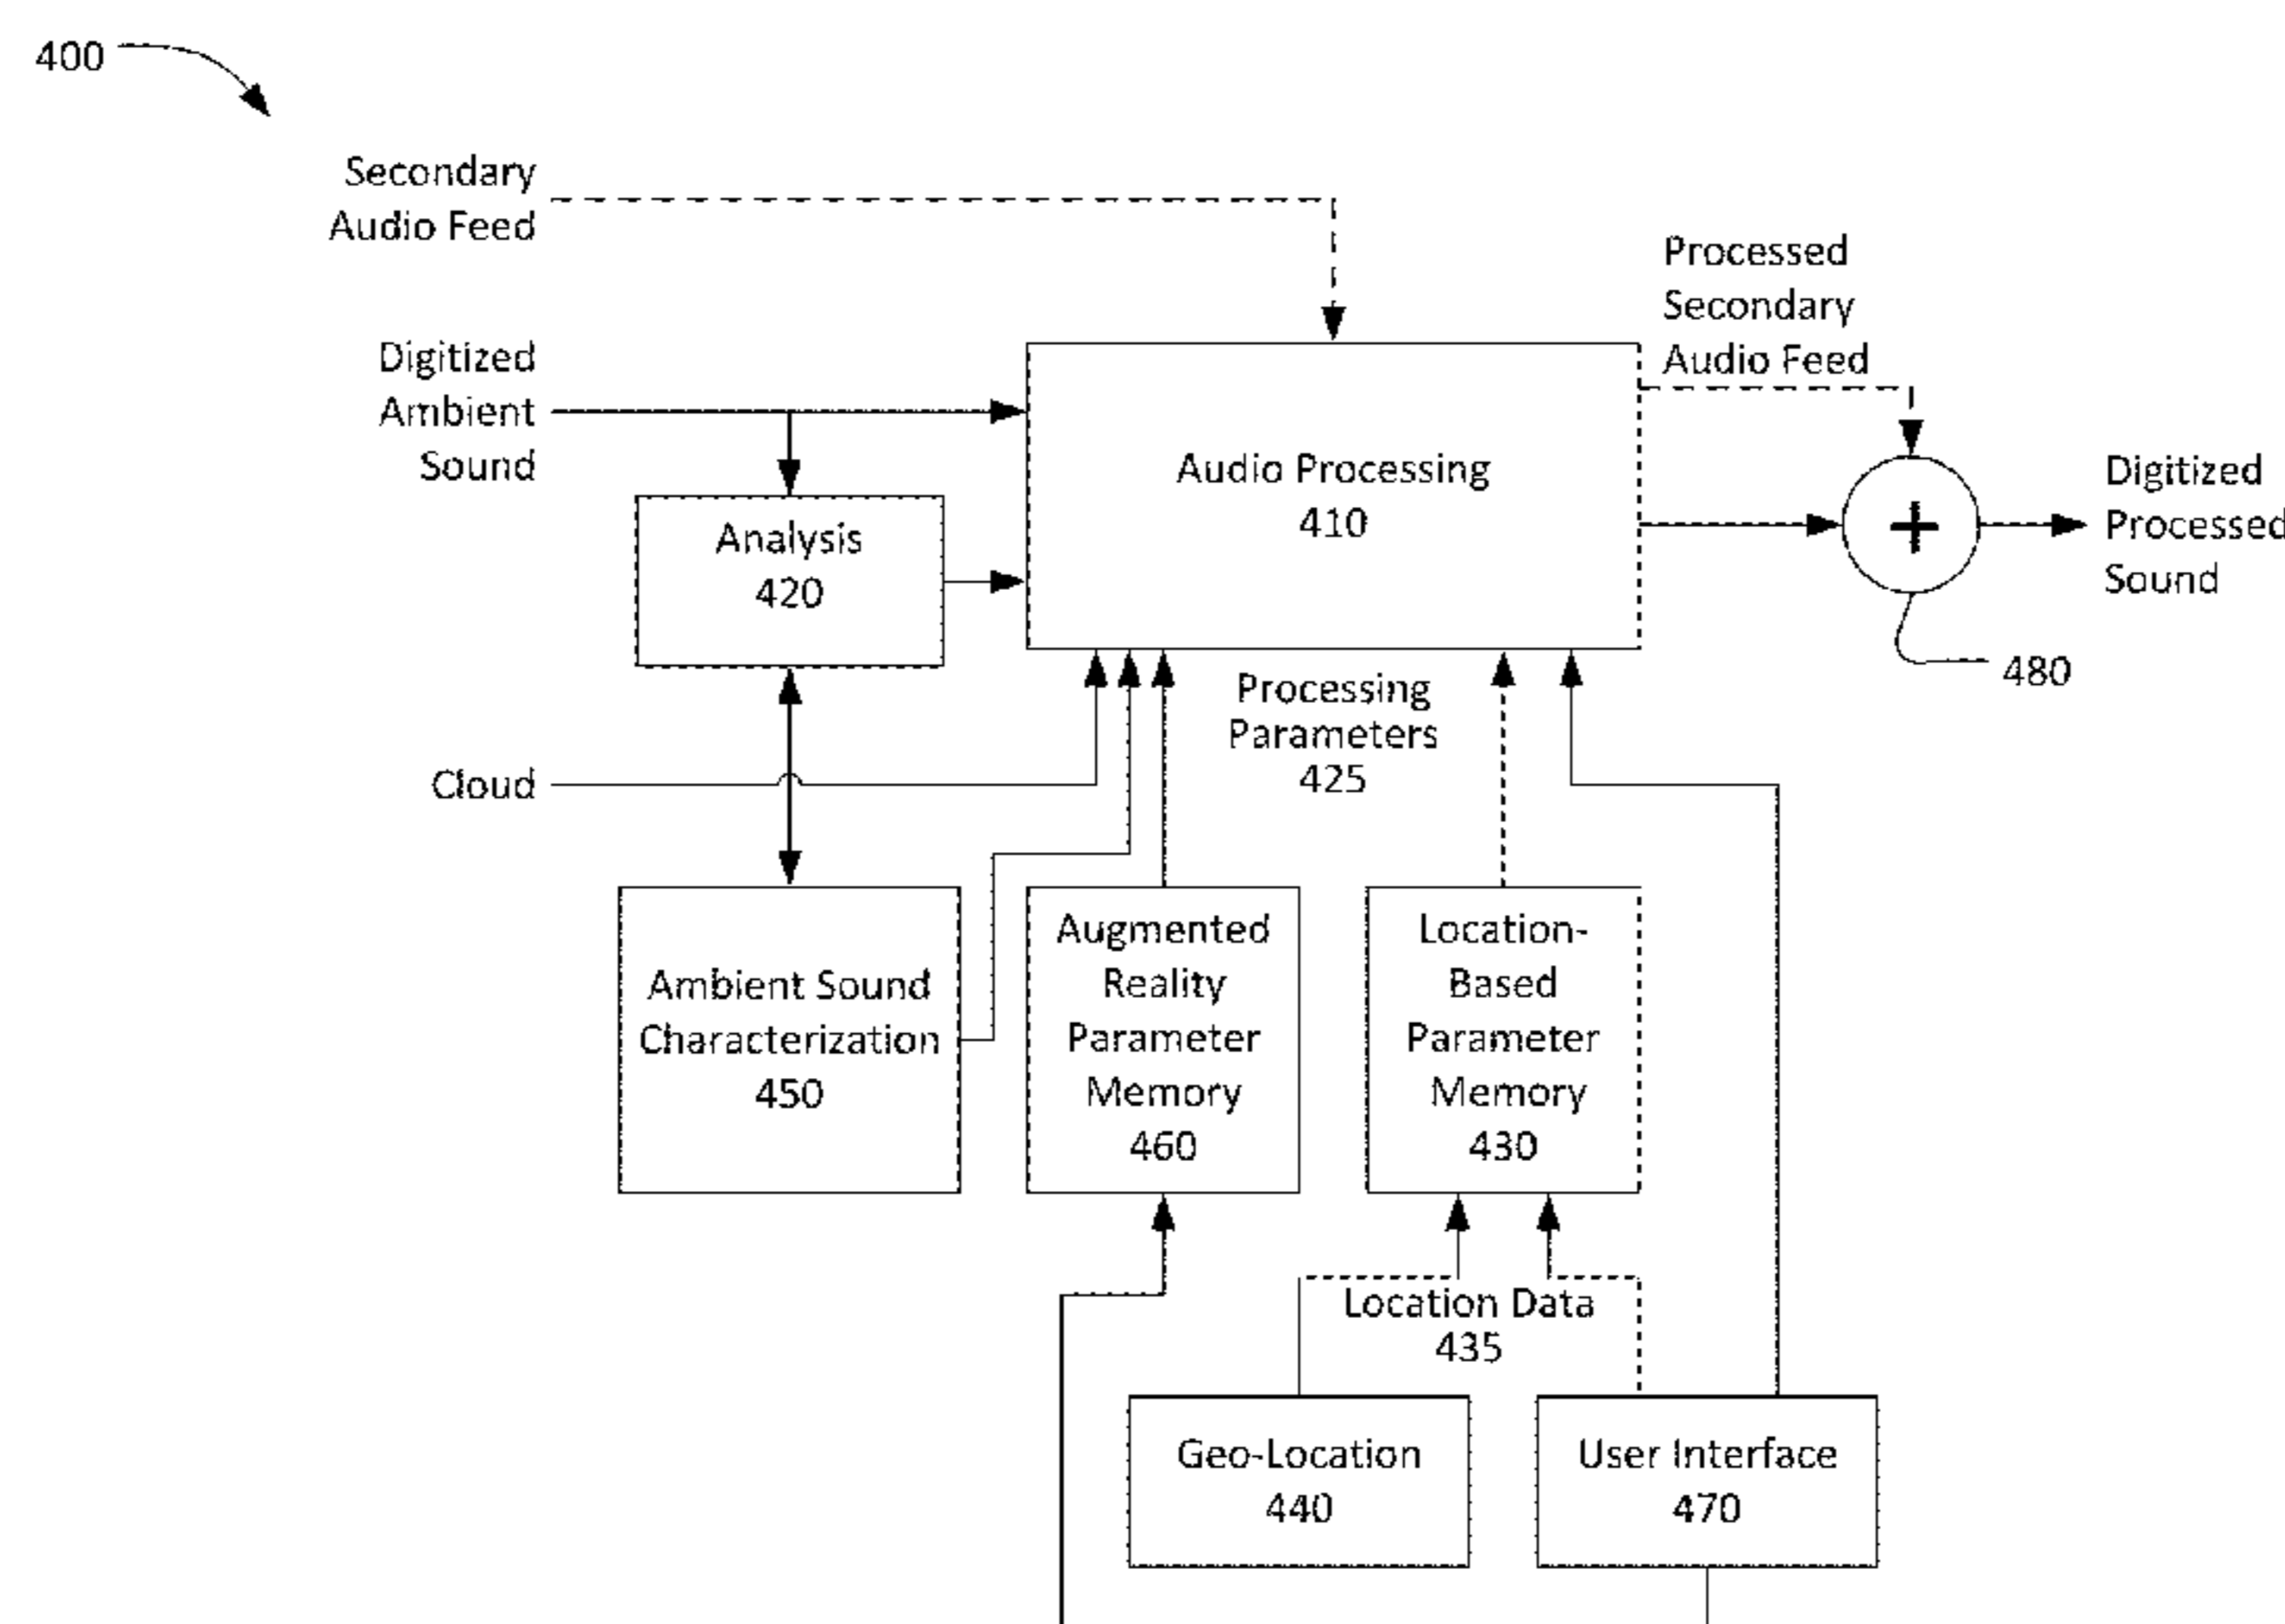 400
Secondary
Audio Feed
Processed
Secondary
Audio Feed
Digitized
Ambient
Sound
Audio Processing
410
Digitized
Processed
Sound
+
Analysis
420
480
Processing
Parameters
425
Cloud
Ambient Sound
Characterization
450
Augmented
Reality
Parameter
Memory
460
Location-
Based
Parameter
Memory
430
Location Data
435
Geo-Location
440
User Interface
470